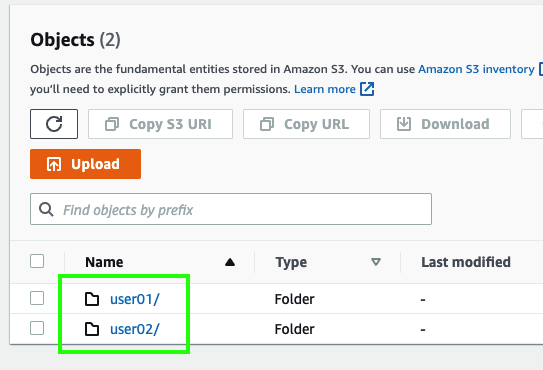 Objects (2)
Objects are the fundamental entities stored in Amazon S3. You can use Amazon S3 inventory
you'll need to explicitly grant them permissions. Learn more
Copy S3 URI Copy URL Download
Upload
Find objects by prefix
Name Type Last modified
user01/ Folder -
user02/ Folder -